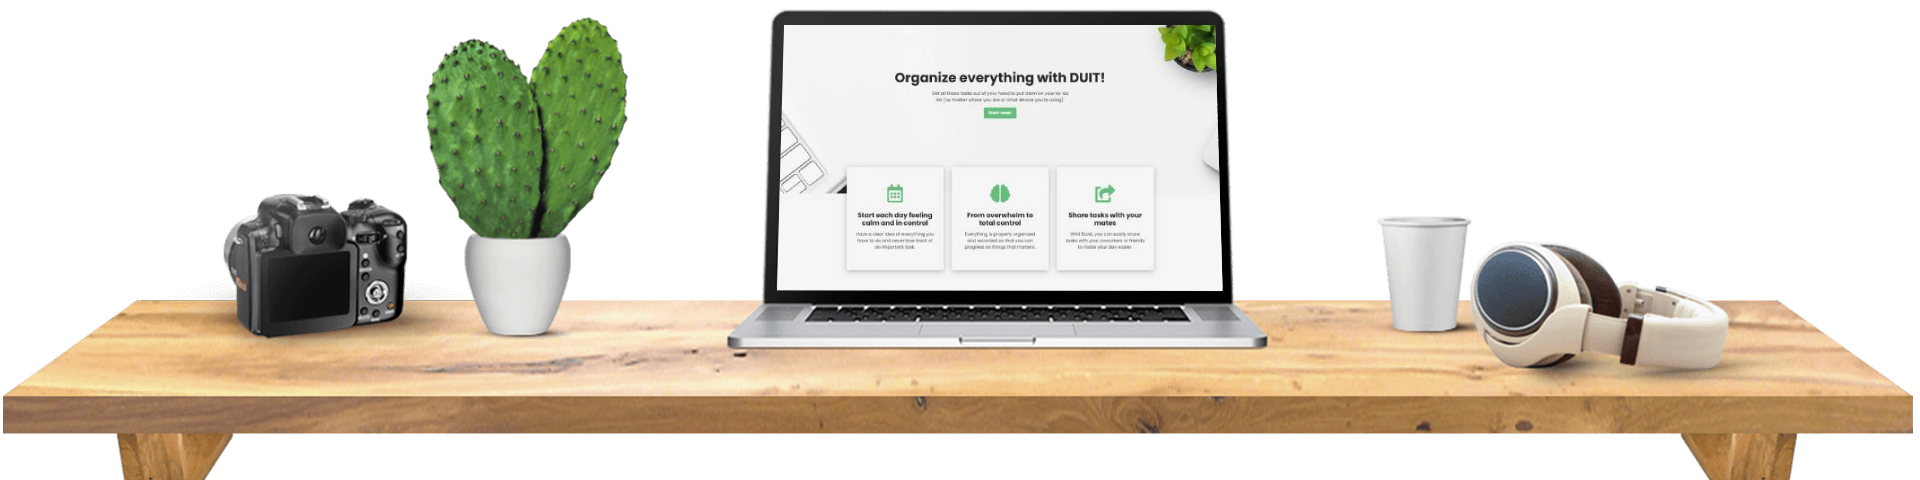 Organize everything with DUIT!
Get all those tasks out of your head to put them on your to-do
list (no matter where you are or what device you're using).
Start now!
Start each day feeling
calm and in control
Have a clear idea of everything you
have to do and never lose track of
an important task.
From overwhelm to
total control
Everything is properly organized
and recorded so that you can
progress on things that matters.
Share tasks with your
mates
you can easily share
tasks with your coworkers or friends
to make your day easier.